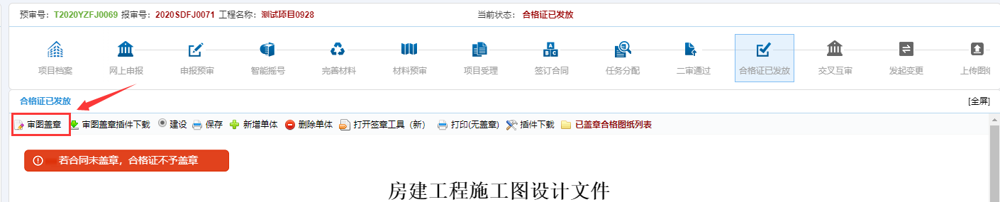 预审号: T2020YZFJ0069 报审号: 2020SDFJ0071 工程名称: 测试项目0928 当前状态: 合格证已发放
项目档案 网上申报 申报预审 智能摇号 完善材料 材料预审 项目受理 签订合同 任务分配 二审通过 合格证已发放 交叉互审 发起变更 上传图纸
合格证已发放 [全屏]
审图盖章 审图盖章插件下载 建设 保存 新增单体 删除单体 打开签章工具（新） 打印(无盖章) 插件下载 已盖章合格图纸列表
若合同未盖章，合格证不予盖章
房建工程施工图设计文件